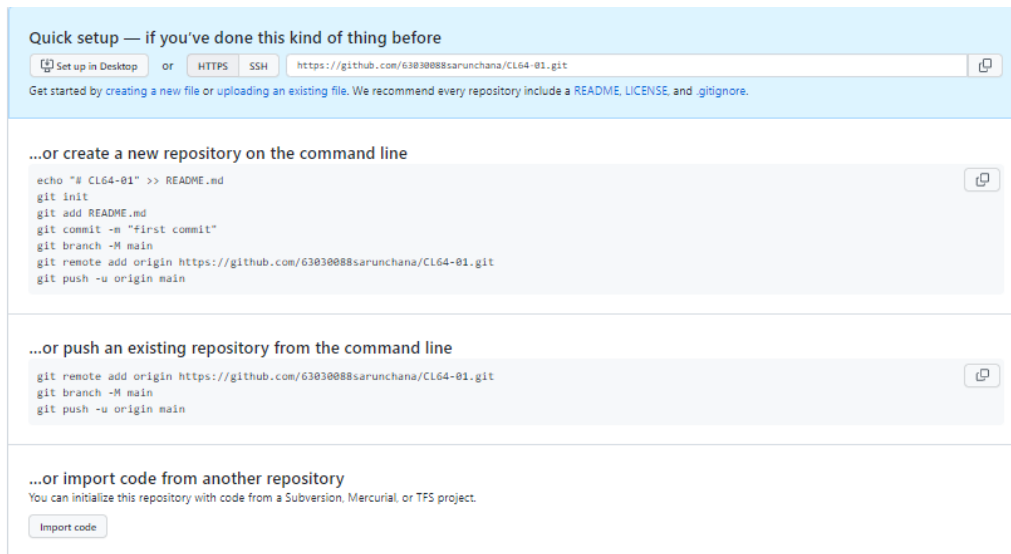 Quick setup — if you've done this kind of thing before
Set up in Desktop or HTTPS SSH https://github.com/63030088sarunchana/CL64-01.git
Get started by creating a new file or uploading an existing file. We recommend every repository include a README, LICENSE, and .gitignore.
...or create a new repository on the command line
echo "# CL64-01" >> README.md
git init
git add README.md
git commit -m "first commit"
git branch -M main
git remote add origin https://github.com/63030088sarunchana/CL64-01.git
git push -u origin main
...or push an existing repository from the command line
git remote add origin https://github.com/63030088sarunchana/CL64-01.git
git branch -M main
git push -u origin main
...or import code from another repository
You can initialize this repository with code from a Subversion, Mercurial, or TFS project.
Import code